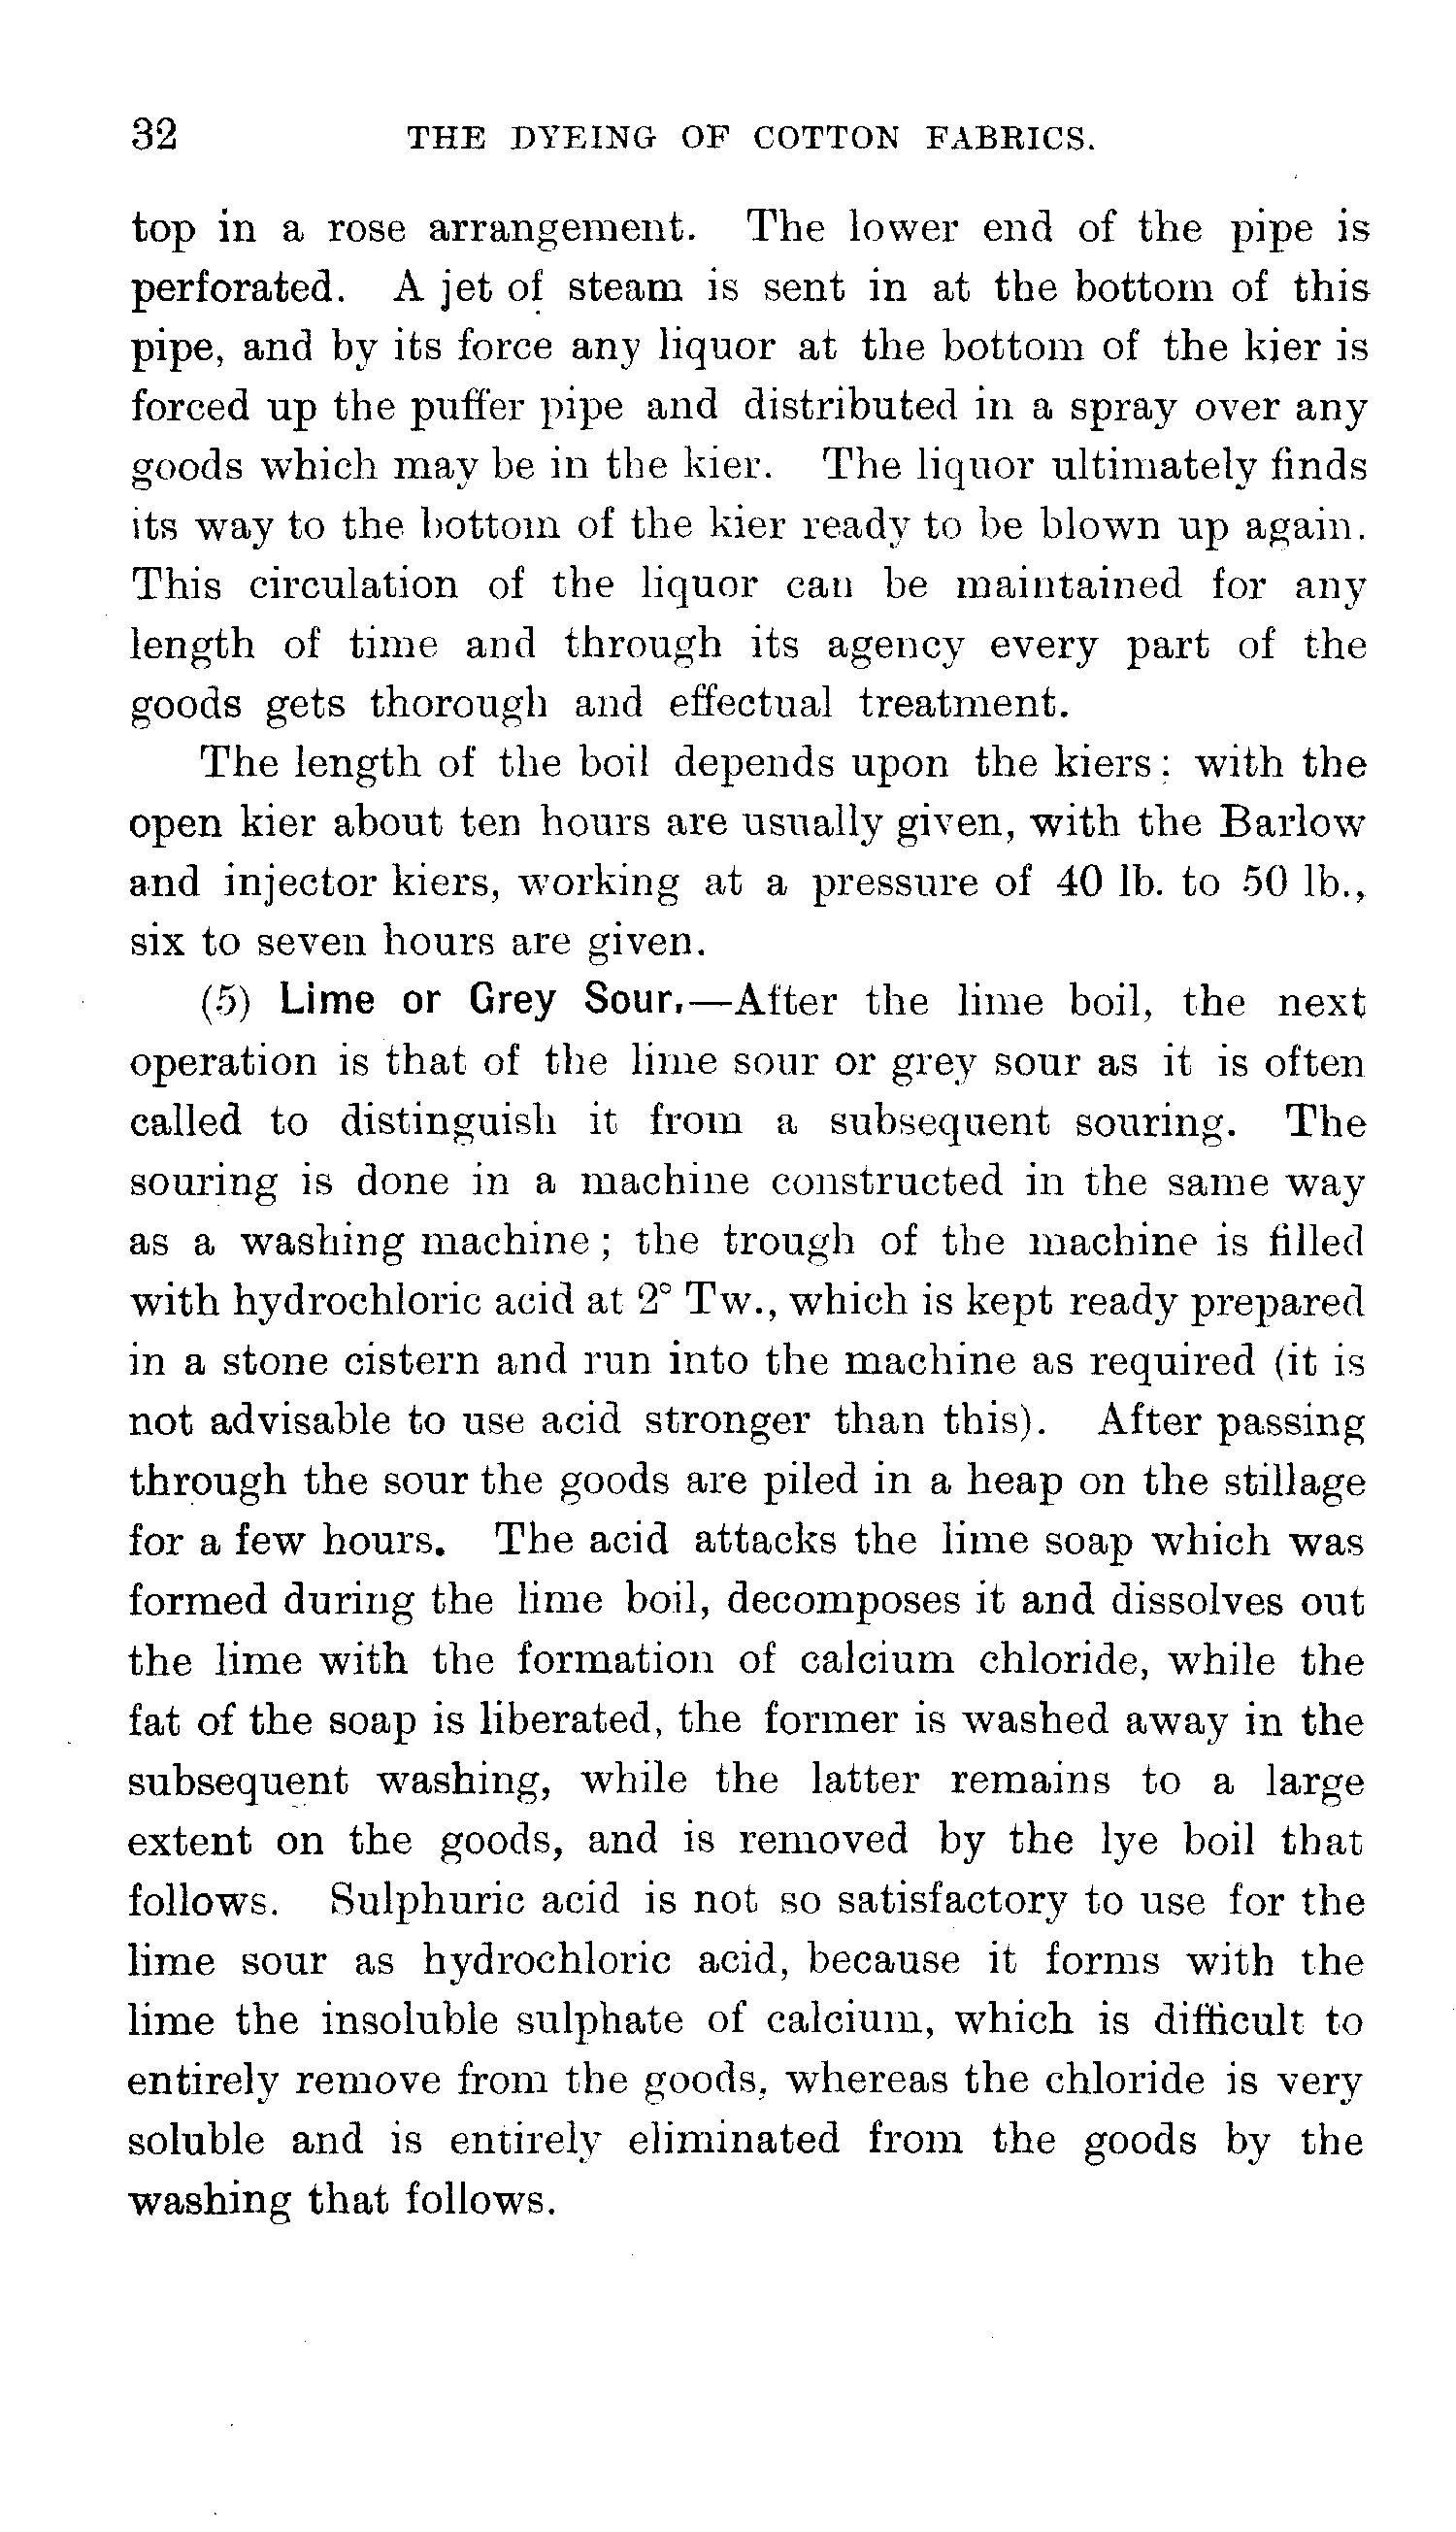 32 THE DYEING OF COTTON FABRICS.
top in a rose arrangement. The lower end of the pipe is
perforated. A jet of steam is sent in at the bottom of this
pipe, and by its force any liquor at the bottom of the kier is
forced up the puffer pipe and distributed in a spray over any
goods which may be in the kier. The liquor ultimately finds
its way to the bottom of the kier ready to be blown up again.
This circulation of the liquor can be maintained for any
length of time and through its agency every part of the
goods gets thorough and effectual treatment.
The length of the boil depends upon the kiers: with the
open kier about ten hours are usually given, with the Barlow
and injector kiers, working at a pressure of 40 lb. to 50 lb.,
six to seven hours are given.
(5) Lime or Grey Sour.—After the lime boil, the next
operation is that of the lime sour or grey sour as it is often
called to distinguish it from a subsequent souring. The
souring is done in a machine constructed in the same way
as a washing machine; the trough of the machine is filled
with hydrochloric acid at 2° Tw., which is kept ready prepared
in a stone cistern and run into the machine as required (it is
not advisable to use acid stronger than this). After passing
through the sour the goods are piled in a heap on the stillage
for a few hours. The acid attacks the lime soap which was
formed during the lime boil, decomposes it and dissolves out
the lime with the formation of calcium chloride, while the
fat of the soap is liberated, the former is washed away in the
subsequent washing, while the latter remains to a large
extent on the goods, and is removed by the lye boil that
follows. Sulphuric acid is not so satisfactory to use for the
lime sour as hydrochloric acid, because it forms with the
lime the insoluble sulphate of calcium, which is difficult to
entirely remove from the goods, whereas the chloride is very
soluble and is entirely eliminated from the goods by the
washing that follows.